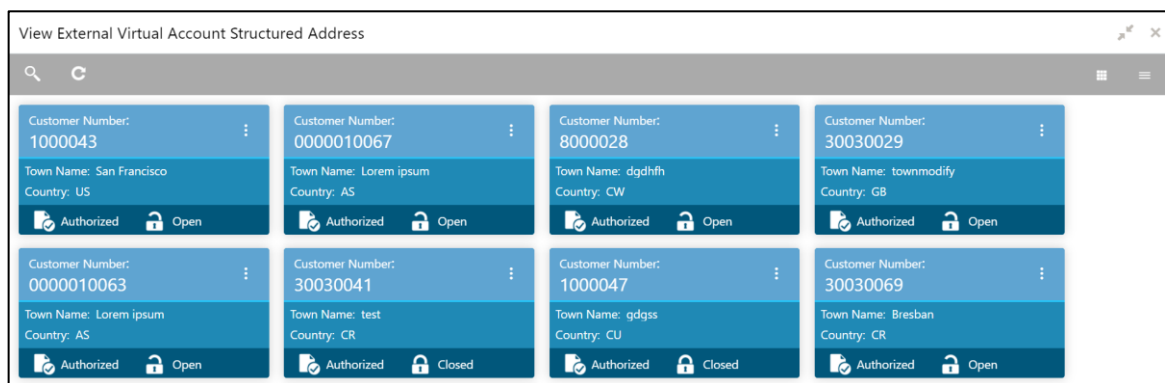 View External Virtual Account Structured Address
Customer Number:
1000043
Town Name: San Francisco
Country: US
Authorized Open
Customer Number:
0000010067
Town Name: Lorem ipsum
Country: AS
Authorized Open
Customer Number:
8000028
Town Name: dgdhfh
Country: CW
Authorized Open
Customer Number:
30030029
Town Name: townmodify
Country: GB
Authorized Open
Customer Number:
0000010063
Town Name: Lorem ipsum
Country: AS
Authorized Open
Customer Number:
30030041
Town Name: test
Country: CR
Authorized Closed
Customer Number:
1000047
Town Name: gdgss
Country: CU
Authorized Closed
Customer Number:
30030069
Town Name: Bresban
Country: CR
Authorized Open